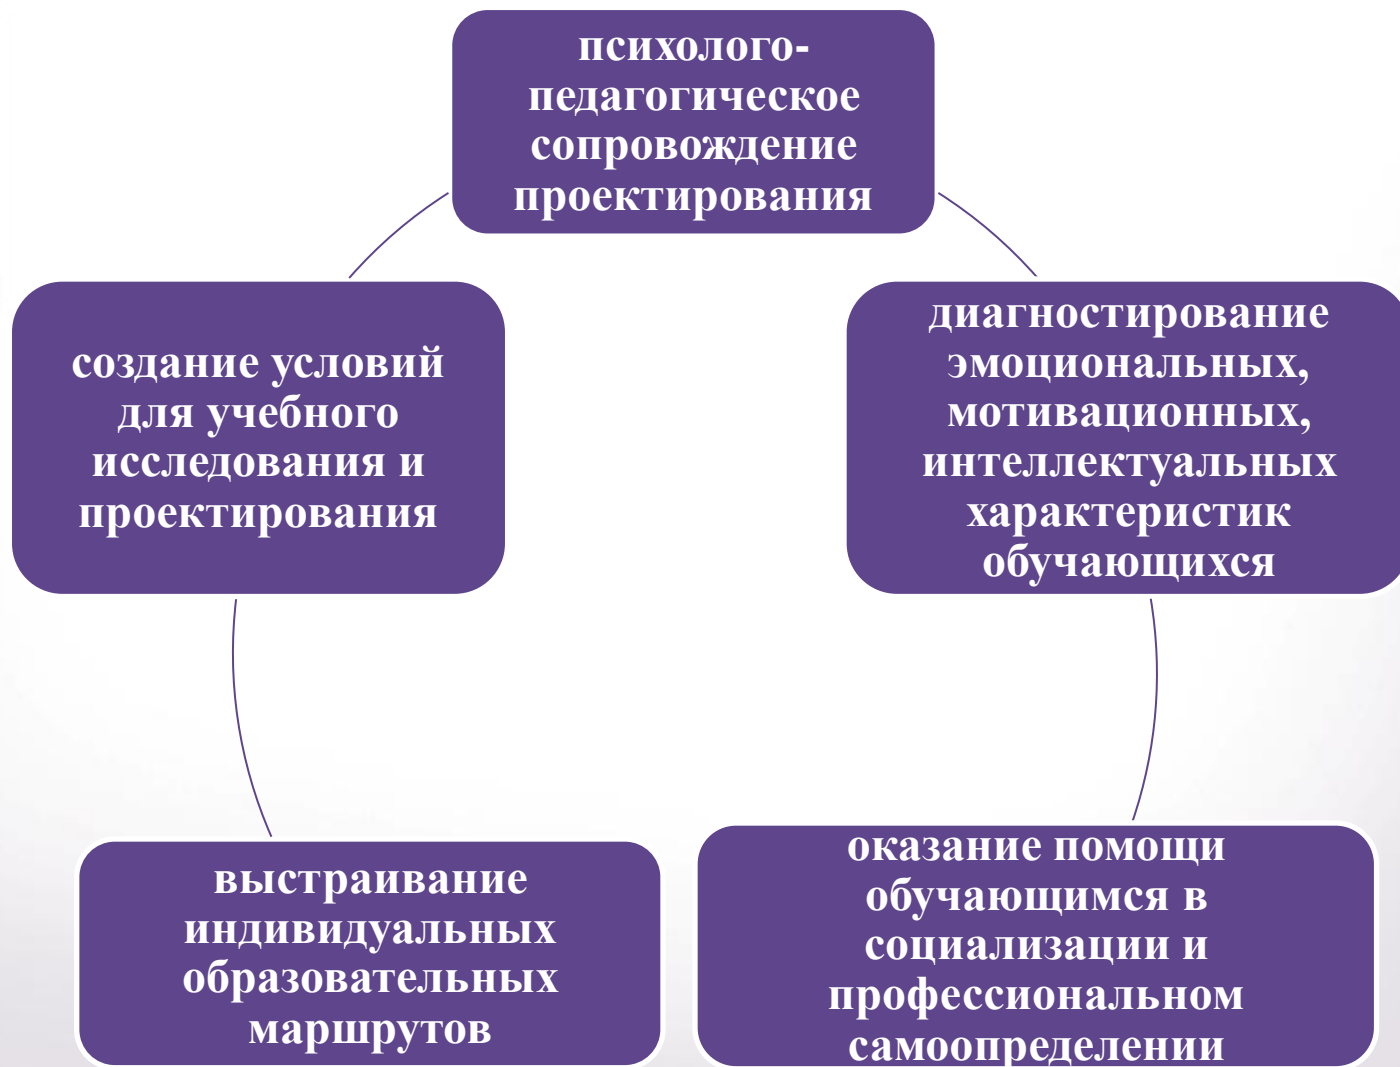 психолого-
педагогическое
сопровождение
проектирования
создание условий
для учебного
исследования и
проектирования
диагностирование
эмоциональных,
мотивационных,
интеллектуальных
характеристик
обучающихся
выстраивание
индивидуальных
образовательных
маршрутов
оказание помощи
обучающимся в
социализации и
профессиональном
самоопределении